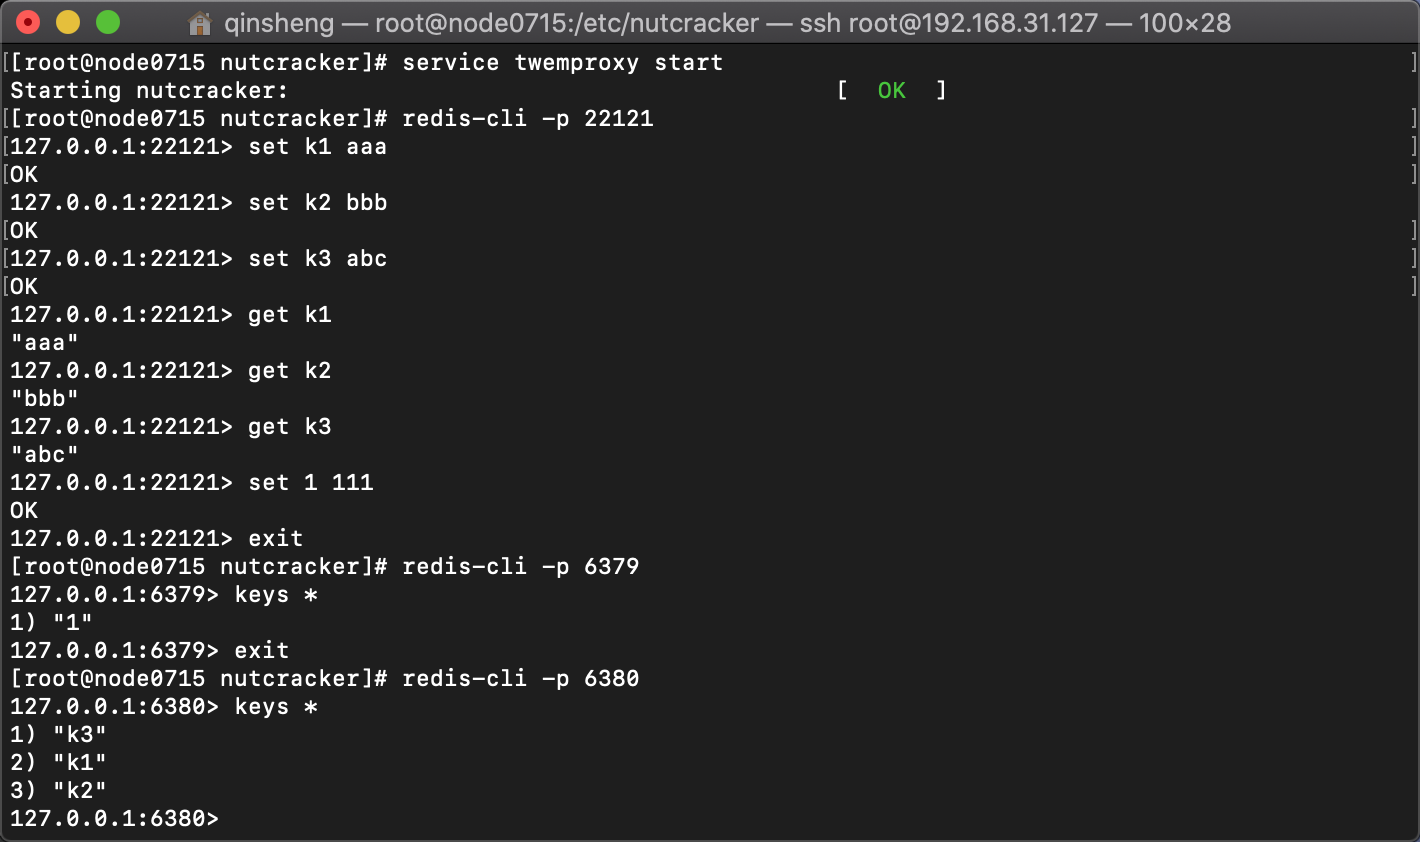 qinsheng — root@node0715:/etc/nutcracker — ssh root@192.168.31.127 — 100×28
[[root@node0715 nutcracker]# service twemproxy start ]
Starting nutcracker: [ OK ]
[[root@node0715 nutcracker]# redis-cli -p 22121 ]
[127.0.0.1:22121> set k1 aaa ]
[OK ]
127.0.0.1:22121> set k2 bbb
[OK ]
[127.0.0.1:22121> set k3 abc ]
[OK ]
127.0.0.1:22121> get k1
"aaa"
127.0.0.1:22121> get k2
"bbb"
127.0.0.1:22121> get k3
"abc"
127.0.0.1:22121> set 1 111
OK
127.0.0.1:22121> exit
[root@node0715 nutcracker]# redis-cli -p 6379
127.0.0.1:6379> keys *
1) "1"
127.0.0.1:6379> exit
[root@node0715 nutcracker]# redis-cli -p 6380
127.0.0.1:6380> keys *
1) "k3"
2) "k1"
3) "k2"
127.0.0.1:6380>